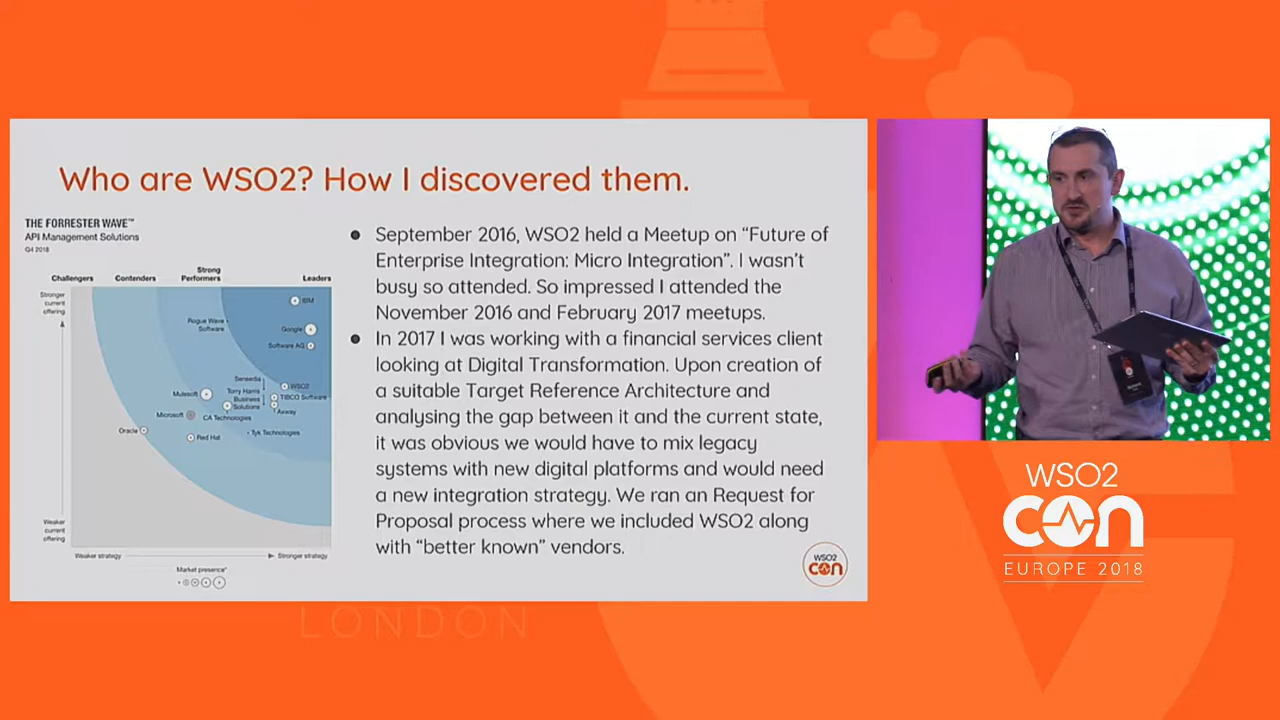 Who are WSO2? How I discovered them.
THE FORRESTER WAVE™
API Management Solutions
Q4 2018
Challengers
Contenders
Strong
Performers
Leaders
Stronger
current
offering
IBM
Rogue Wave
Software
Google
Software AG
Sensedia
WSO2
Mulesoft
Torry Harris
Business
Solutions
TIBCO Software
Axway
Microsoft
CA Technologies
Oracle
Red Hat
Tyk Technologies
Weaker
current
offering
Weaker strategy
Stronger strategy
Market presence*
• September 2016, WSO2 held a Meetup on “Future of
Enterprise Integration: Micro Integration”. I wasn't
busy so attended. So impressed I attended the
November 2016 and February 2017 meetups.
• In 2017 I was working with a financial services client
looking at Digital Transformation. Upon creation of
a suitable Target Reference Architecture and
analysing the gap between it and the current state,
it was obvious we would have to mix legacy
systems with new digital platforms and would need
a new integration strategy. We ran an Request for
Proposal process where we included WSO2 along
with “better known” vendors.
WSO2
CON
WSO2
CON
EUROPE 2018
LONDON